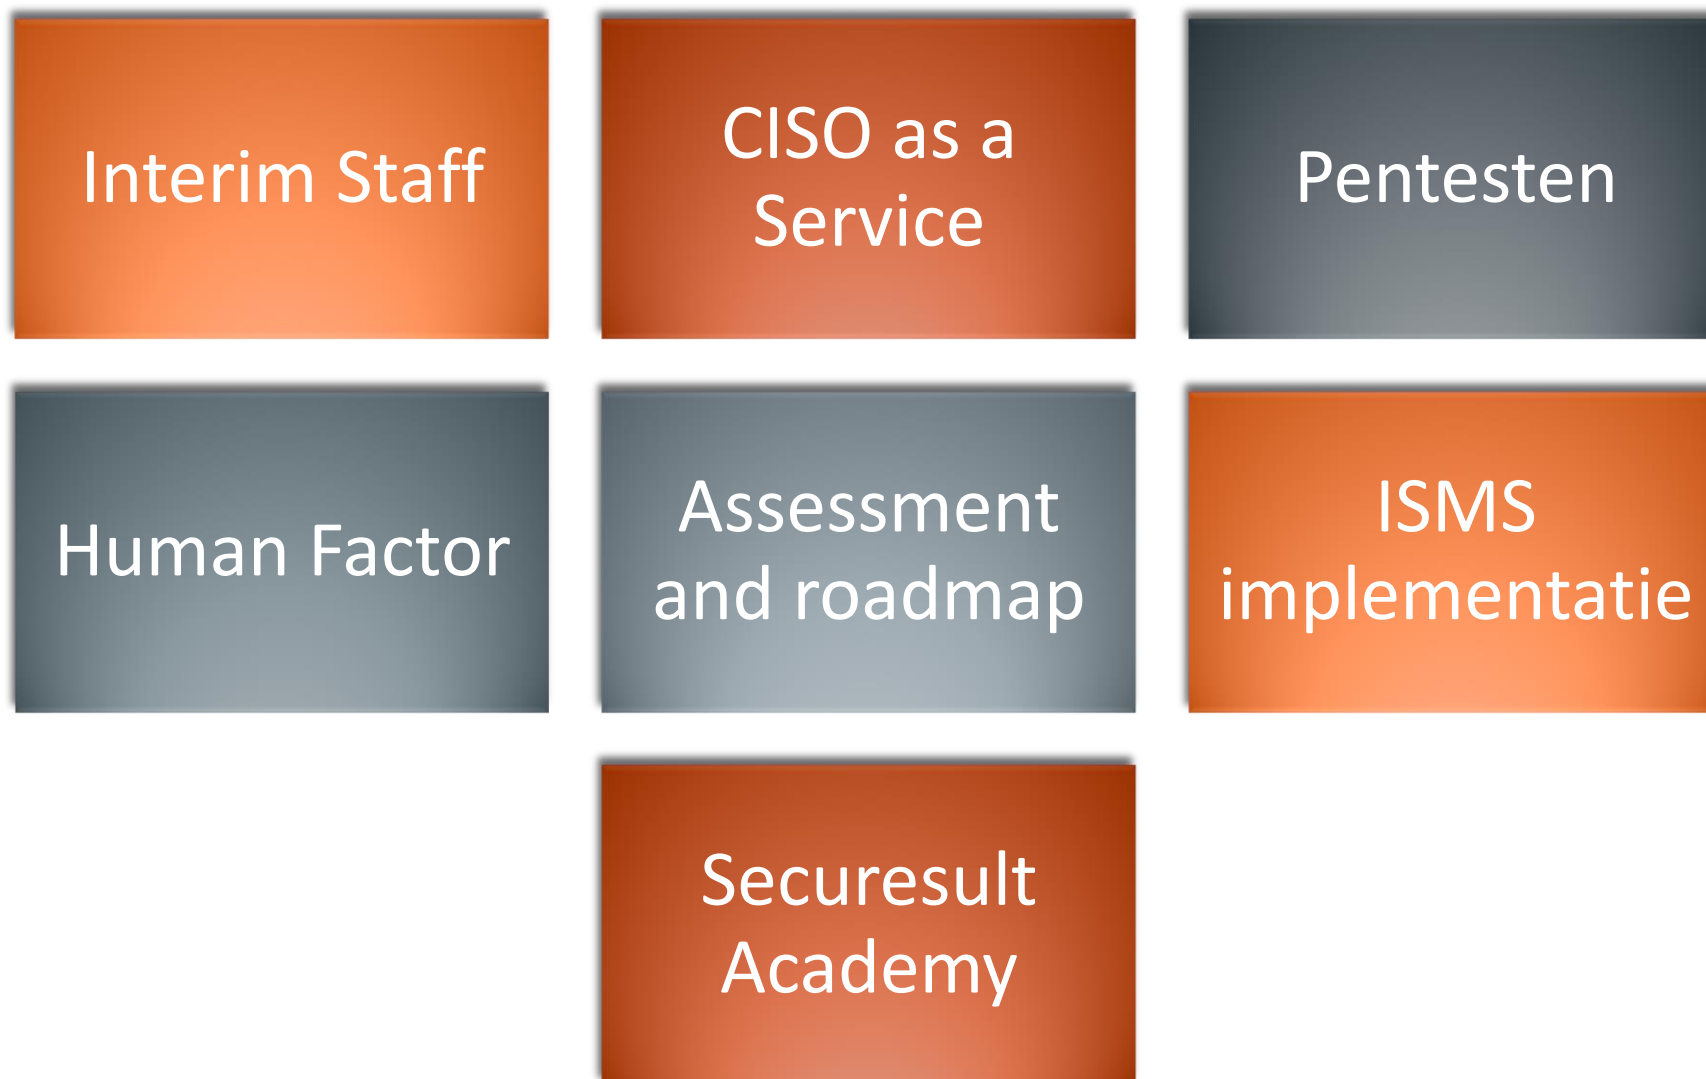 Interim Staff
CISO as a
Service
Pentesten
Human Factor
Assessment
and roadmap
ISMS
implementatie
Securesult
Academy